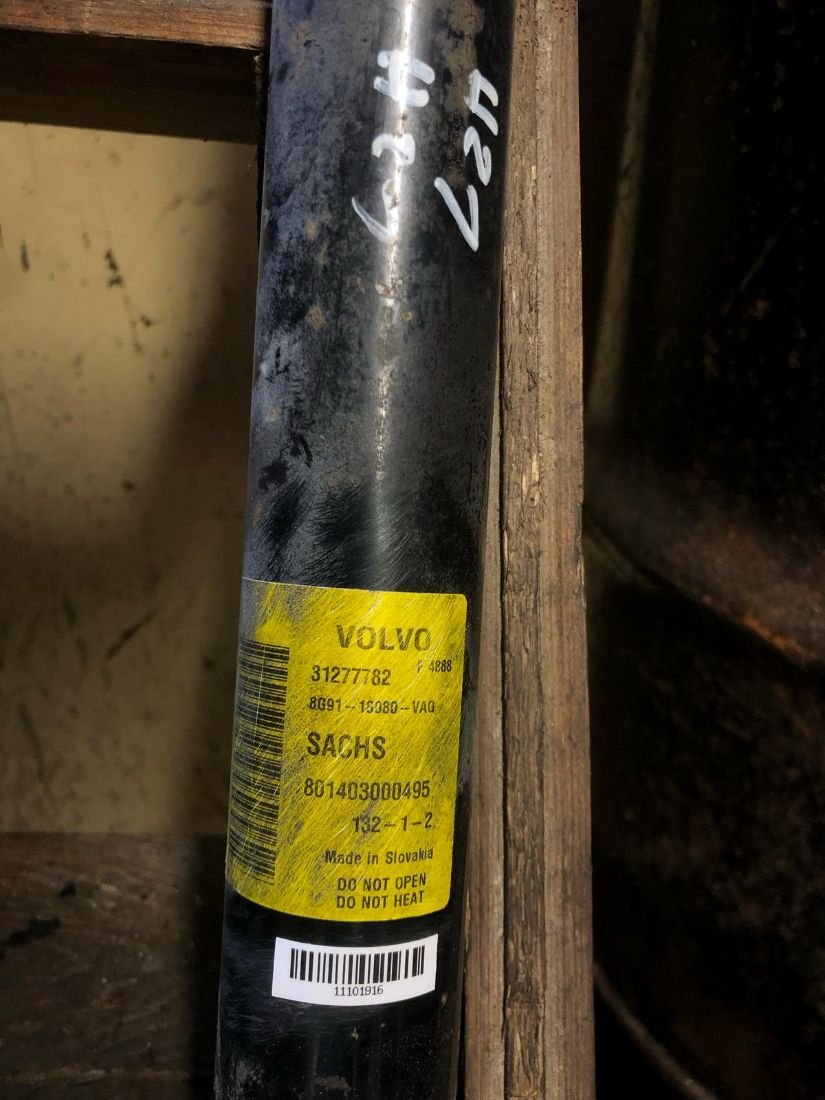 VOLVO
31277782
F 4888
8G91-18080-VAG
SACHS
801403000495
132-1-2
Made in Slovakia
DO NOT OPEN
DO NOT HEAT
11101916